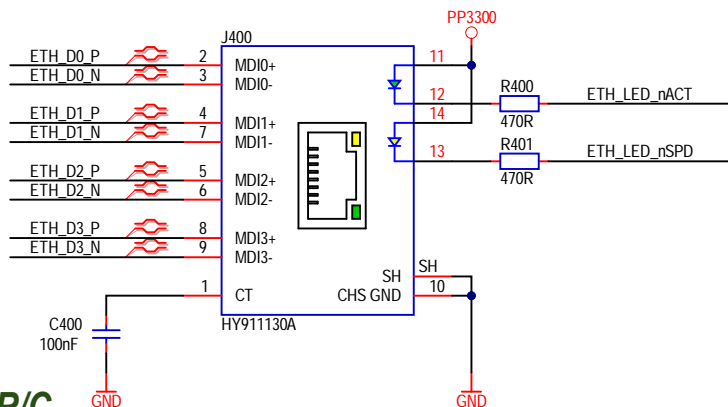 PP3300
J400
ETH_D0_P 2 MDI0+ 11
ETH_D0_N 3 MDI0-
12 R400 ETH_LED_nACT
470R
ETH_D1_P 4 MDI1+ 14
ETH_D1_N 7 MDI1-
13 R401 ETH_LED_nSPD
470R
ETH_D2_P 5 MDI2+
ETH_D2_N 6 MDI2-
ETH_D3_P 8 MDI3+
ETH_D3_N 9 MDI3-
SH SH
1 CT CHS GND 10
C400
100nF
HY911130A
GND GND